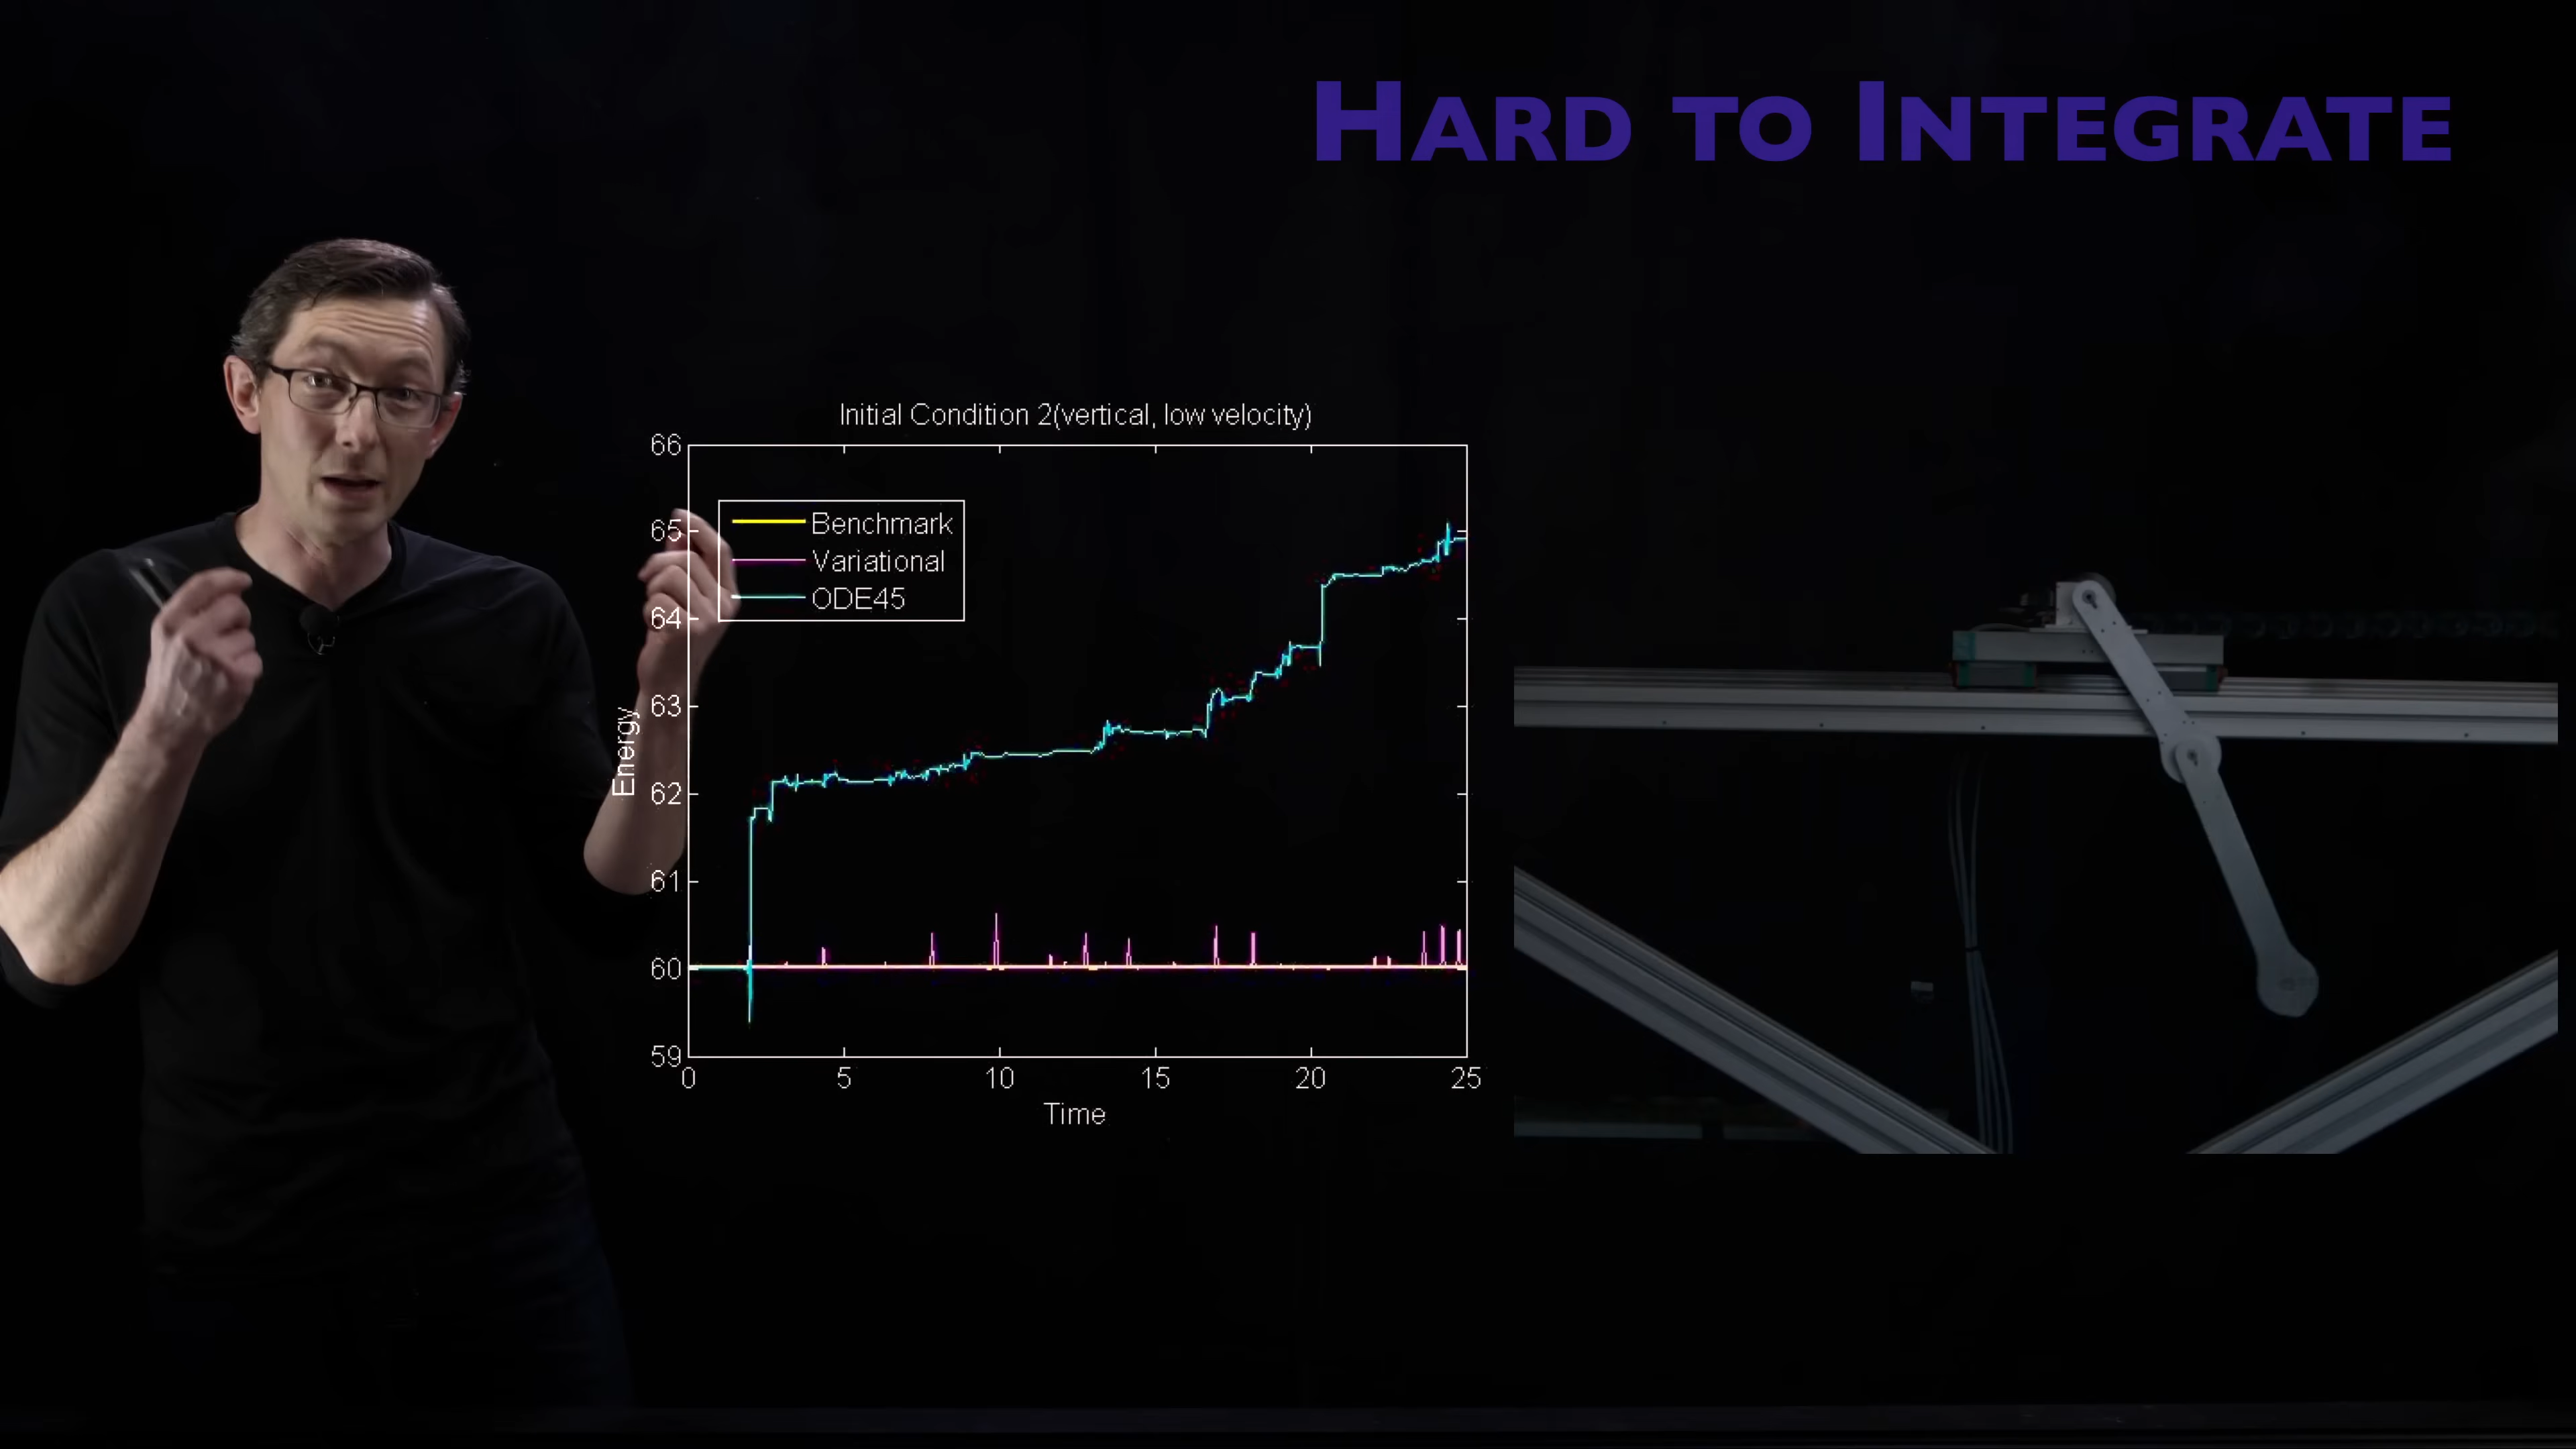 HARD TO INTEGRATE
Initial Condition 2(vertical, low velocity)
66
65
64
63
62
61
60
59
Energy
Benchmark
Variational
ODE45
0 5 10 15 20 25
Time